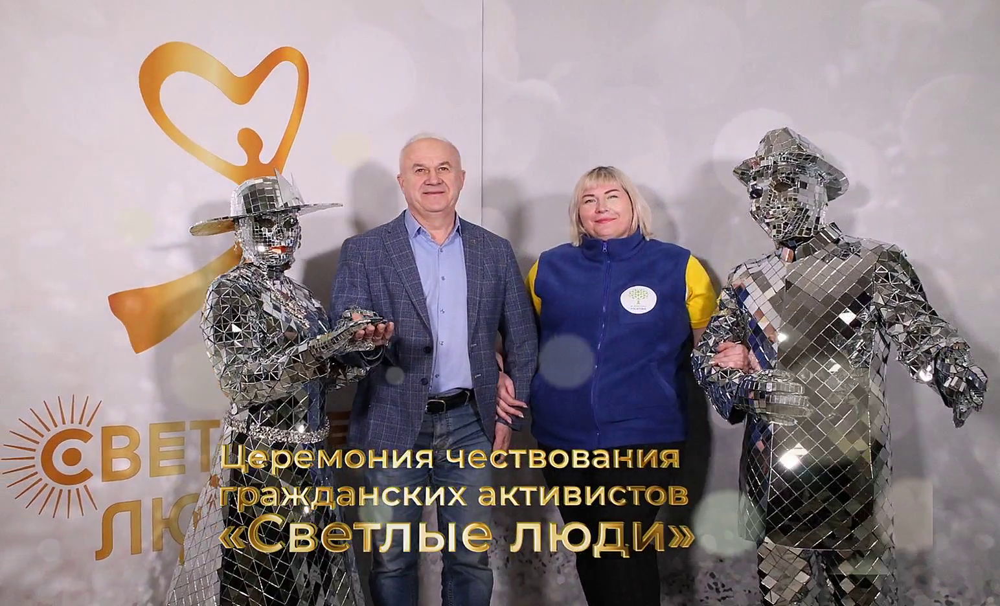 СВЕТ
ЛЮ
Церемония чествования
гражданских активистов
«Светлые люди»